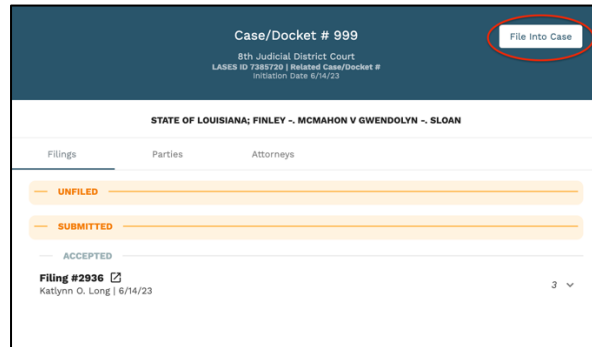 Case/Docket # 999
File Into Case
8th Judicial District Court
LASES ID 7385720 | Related Case/Docket #
Initiation Date 6/14/23
STATE OF LOUISIANA; FINLEY -. MCMAHON V GWENDOLYN -. SLOAN
Filings Parties Attorneys
UNFILED
SUBMITTED
ACCEPTED
Filing #2936
Katlynn O. Long | 6/14/23
3